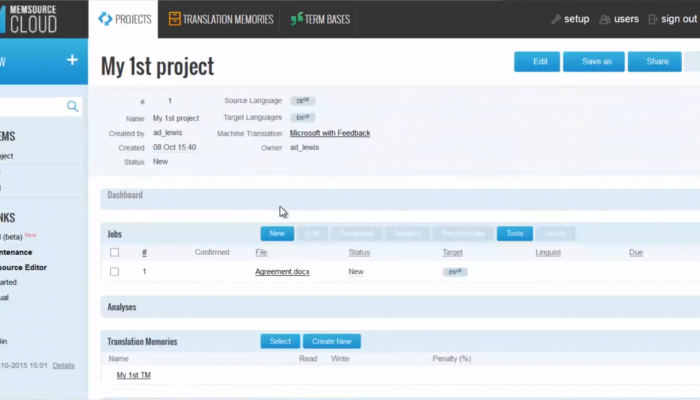 MEMSOURCE
CLOUD
PROJECTS
TRANSLATION MEMORIES
TERM BASES
setup
users
sign out
W
+
My 1st project
Edit
Save as
Share
# 1
Name My 1st project
Created by ad_lewis
Created 08 Oct 15:40
Status New
Source Language
Target Languages
Machine Translation Microsoft with Feedback
Owner ad_lewis
EMS
oject
NKS
l (beta) New
ntenance
source Editor
arted
ual
lin
10-2015 15:01 Details
Dashboard
Jobs New Edit Download Analyze Pre-translate Tools Delete
# Confirmed File Status Target Linguist Due
1 Agreement.docx New
Analyses
Translation Memories Select Create New
Name Read Write Penalty (%)
My 1st TM